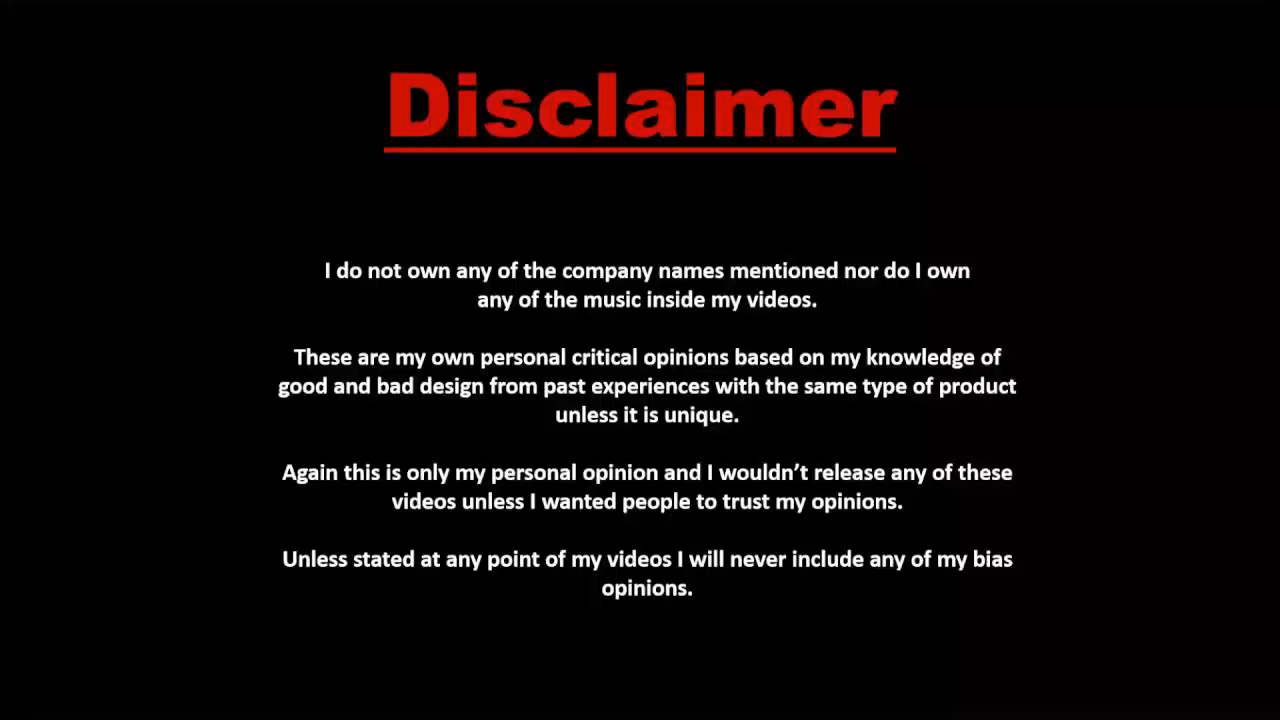 Disclaimer
I do not own any of the company names mentioned nor do I own
any of the music inside my videos.
These are my own personal critical opinions based on my knowledge of
good and bad design from past experiences with the same type of product
unless it is unique.
Again this is only my personal opinion and I wouldn’t release any of these
videos unless I wanted people to trust my opinions.
Unless stated at any point of my videos I will never include any of my bias
opinions.